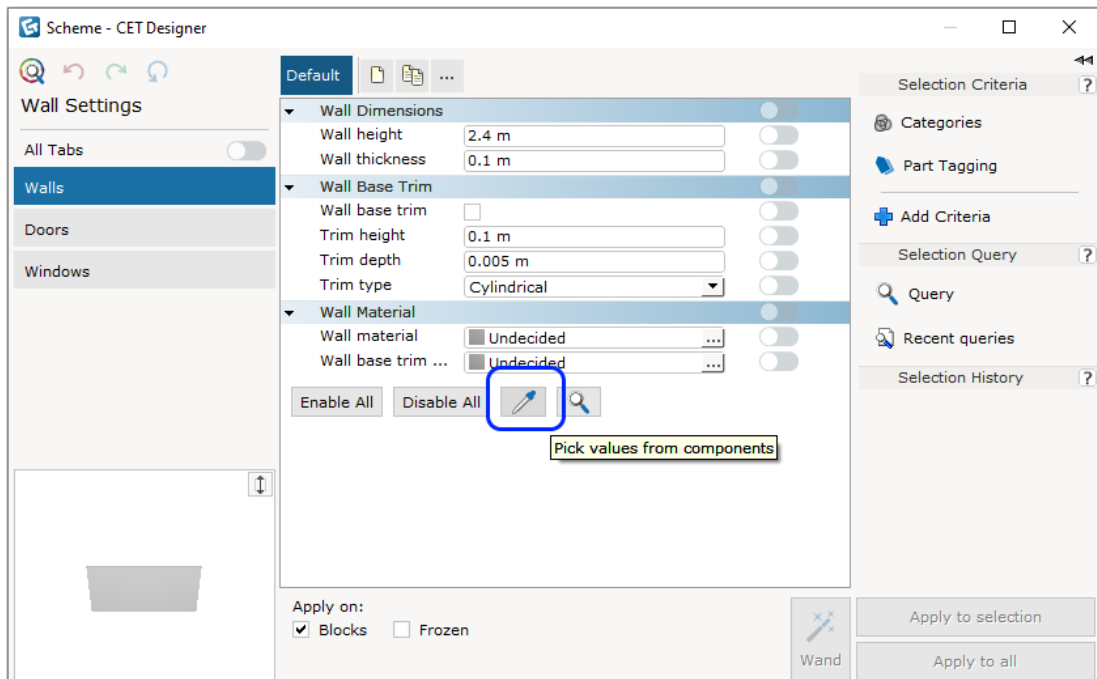 Scheme - CET Designer
Wall Settings
All Tabs
Walls
Doors
Windows
Default
...
Wall Dimensions
Wall height 2.4 m
Wall thickness 0.1 m
Wall Base Trim
Wall base trim
Trim height 0.1 m
Trim depth 0.005 m
Trim type Cylindrical
Wall Material
Wall material Undecided ...
Wall base trim ... Undecided ...
Enable All Disable All
Pick values from components
Apply on:
Blocks Frozen
Wand
Selection Criteria ?
Categories
Part Tagging
Add Criteria
Selection Query ?
Query
Recent queries
Selection History ?
Apply to selection
Apply to all